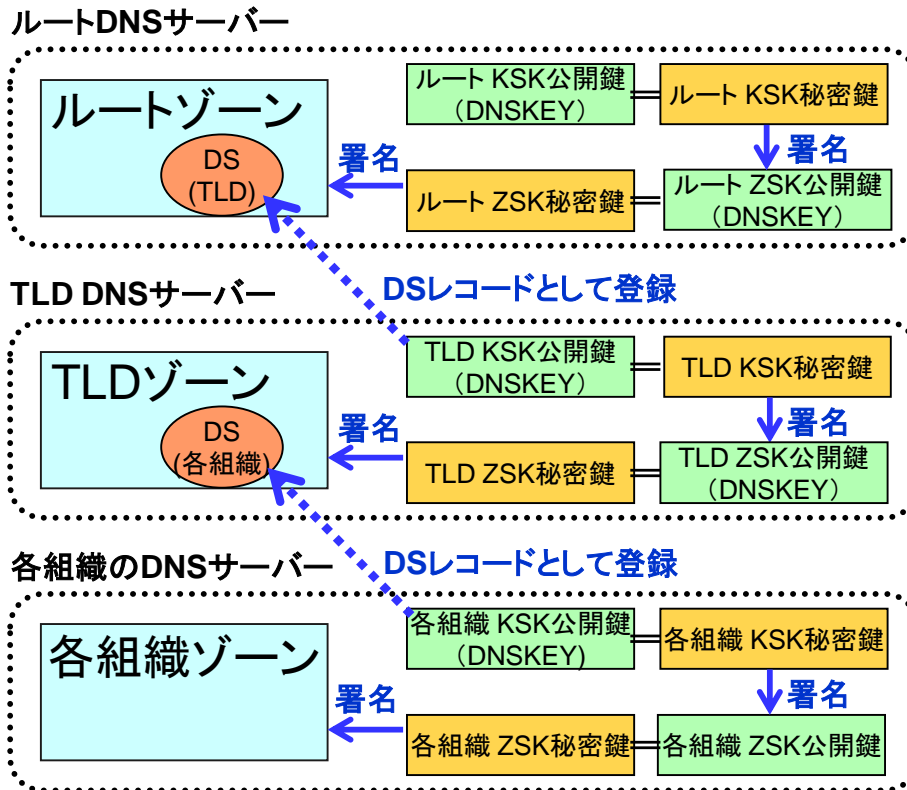 ルートDNSサーバー
ルートゾーン
DS
(TLD)
署名
ルート KSK公開鍵
（DNSKEY）
ルート KSK秘密鍵
署名
ルート ZSK秘密鍵
ルート ZSK公開鍵
（DNSKEY）
DSレコードとして登録
TLD DNSサーバー
TLDゾーン
DS
(各組織)
署名
TLD KSK公開鍵
（DNSKEY）
TLD KSK秘密鍵
署名
TLD ZSK秘密鍵
TLD ZSK公開鍵
（DNSKEY）
DSレコードとして登録
各組織のDNSサーバー
各組織ゾーン
署名
各組織 KSK公開鍵
（DNSKEY)
各組織 KSK秘密鍵
署名
各組織 ZSK秘密鍵
各組織 ZSK公開鍵